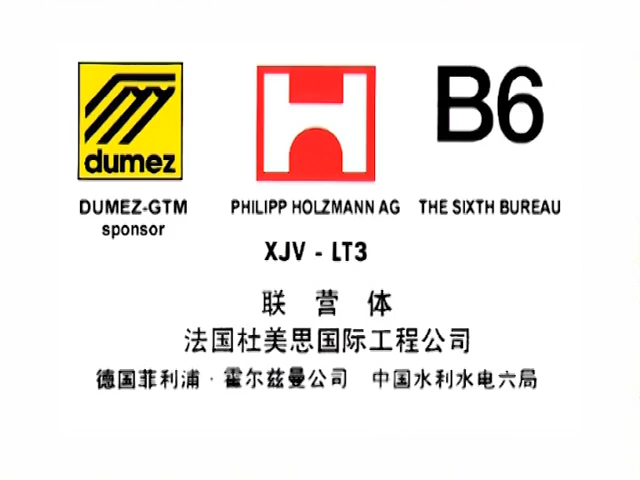 dumez B6
DUMEZ-GTM PHILIPP HOLZMANN AG THE SIXTH BUREAU
sponsor
XJV - LT3
联营体
法国杜美思国际工程公司
德国菲利浦·霍尔兹曼公司 中国水利水电六局